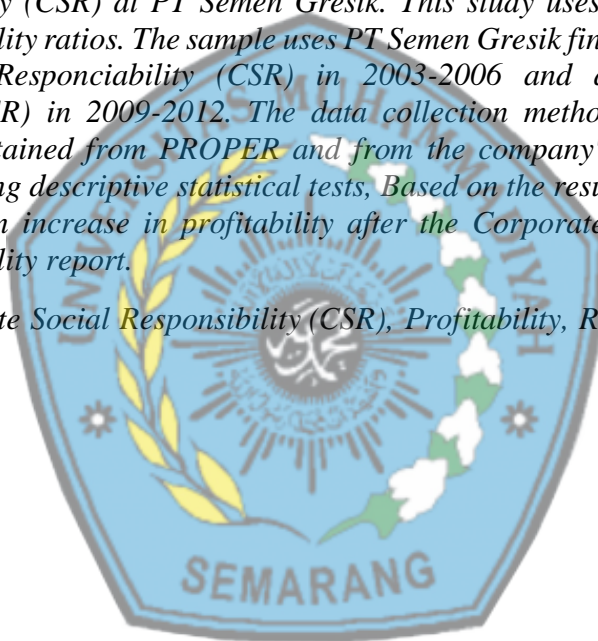 y (CSR) at PT Semen Gresik. This study uses
lity ratios. The sample uses PT Semen Gresik fin
Responciability (CSR) in 2003-2006 and a
R) in 2009-2012. The data collection metho
tained from PROPER and from the company'
ng descriptive statistical tests, Based on the resu
n increase in profitability after the Corporate
lity report.
te Social Responsibility (CSR), Profitability, R
UNIVERSITAS MUHAMMADIYAH
SEMARANG